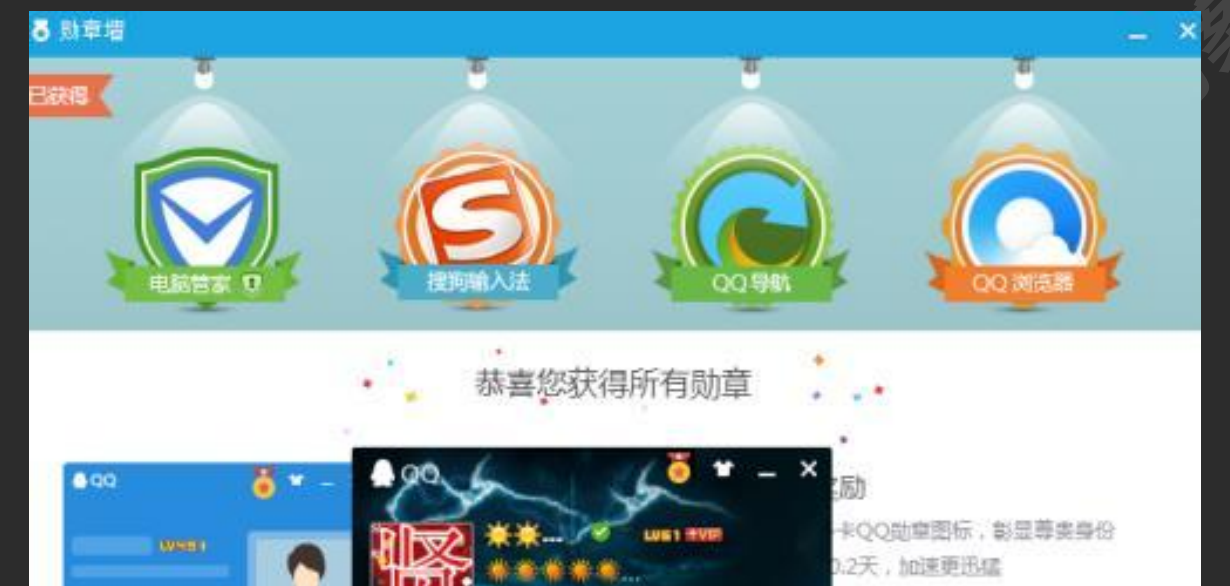 勋章墙
已获得
电脑管家
搜狗输入法
QQ导航
QQ浏览器
恭喜您获得所有勋章
QQ
QQ
励
卡QQ勋章图标，彰显尊贵身份
0.2天，加速更迅猛